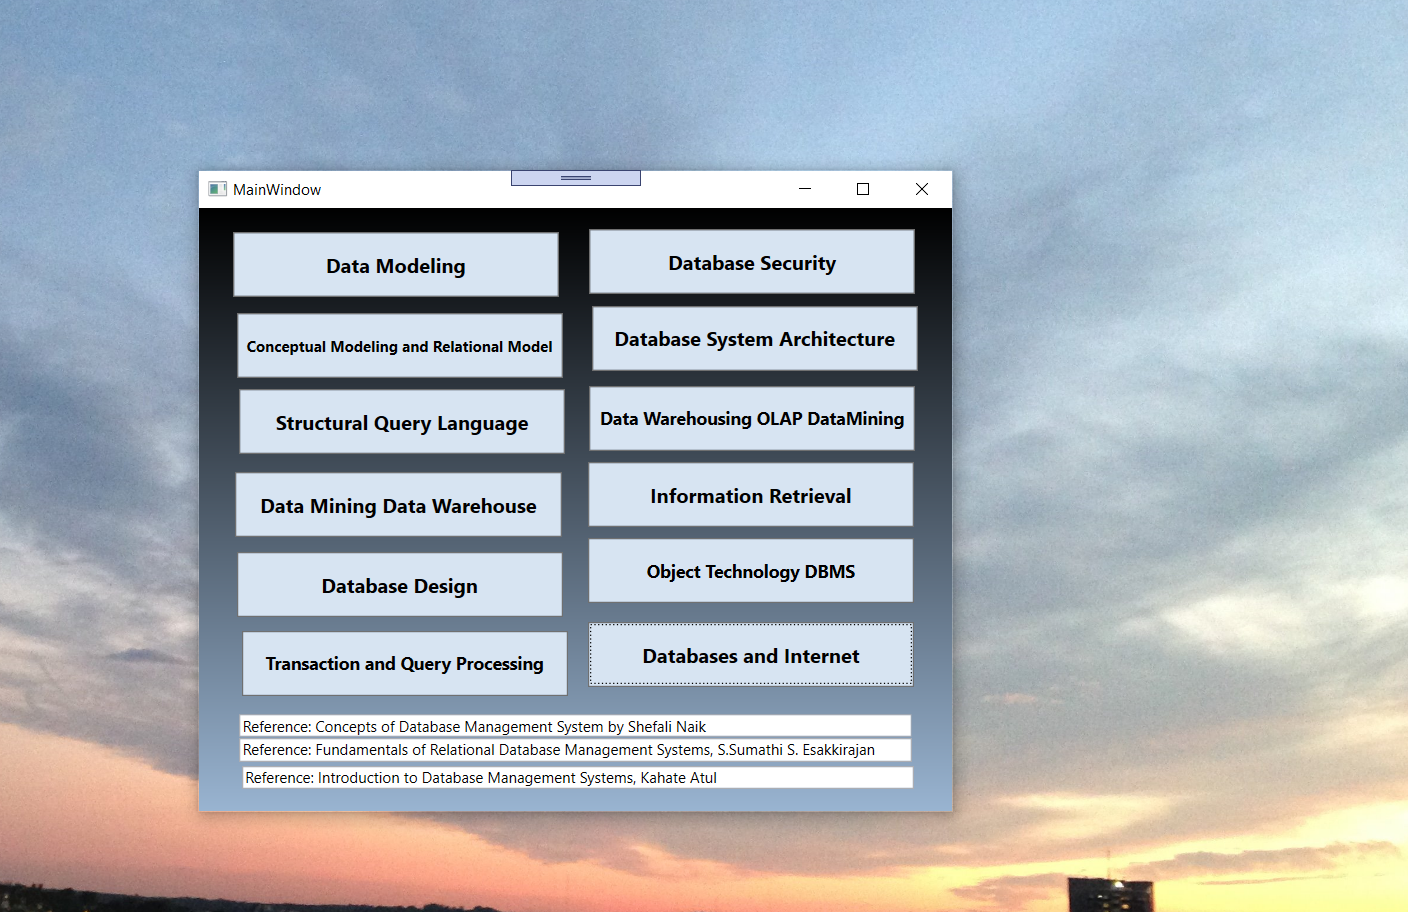 MainWindow
Data Modeling
Conceptual Modeling and Relational Model
Structural Query Language
Data Mining Data Warehouse
Database Design
Transaction and Query Processing
Database Security
Database System Architecture
Data Warehousing OLAP DataMining
Information Retrieval
Object Technology DBMS
Databases and Internet
Reference: Concepts of Database Management System by Shefali Naik
Reference: Fundamentals of Relational Database Management Systems, S.Sumathi S. Esakkirajan
Reference: Introduction to Database Management Systems, Kahate Atul